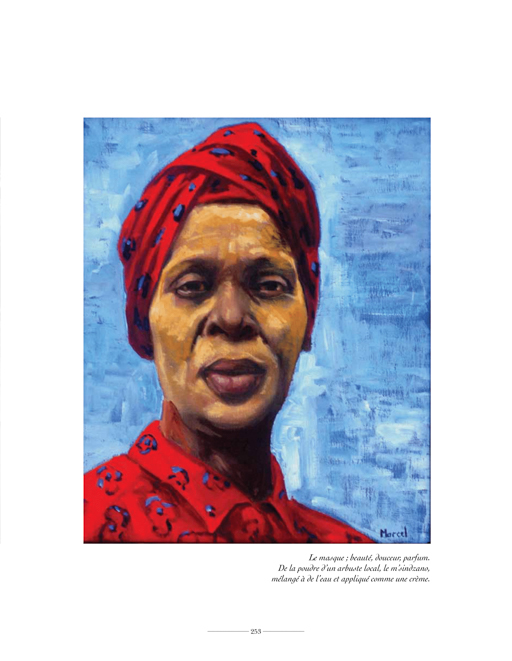 Marcel
Le masque ; beauté, douceur, parfum.
De la poudre d'un arbuste local, le m'sindzano,
mélangé à de l'eau et appliqué comme une crème.
253